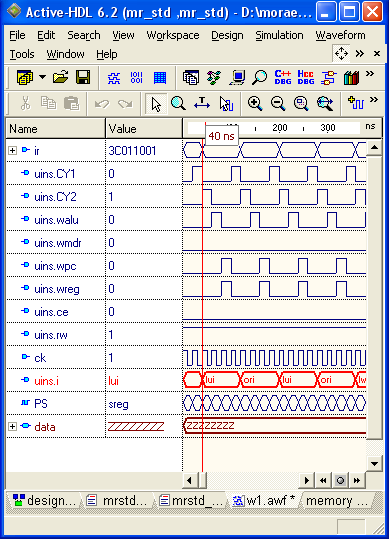 Active-HDL 6.2 (mr_std ,mr_std) - D:\morae...
File Edit Search View Workspace Design Simulation Waveform
Tools Window Help
Name Value 200 300
40 ns
ir 3C011001
uins.CY1 0
uins.CY2 1
uins.walu 0
uins.wmdr 0
uins.wpc 0
uins.wreg 0
uins.ce 0
uins.rw 1
ck 1
uins.i lui lui ori lui ori lw
PS sreg
data ZZZZZZZZ ZZZZZZZZ
design... mrstd... mrstd_... w1.awf * memory ...